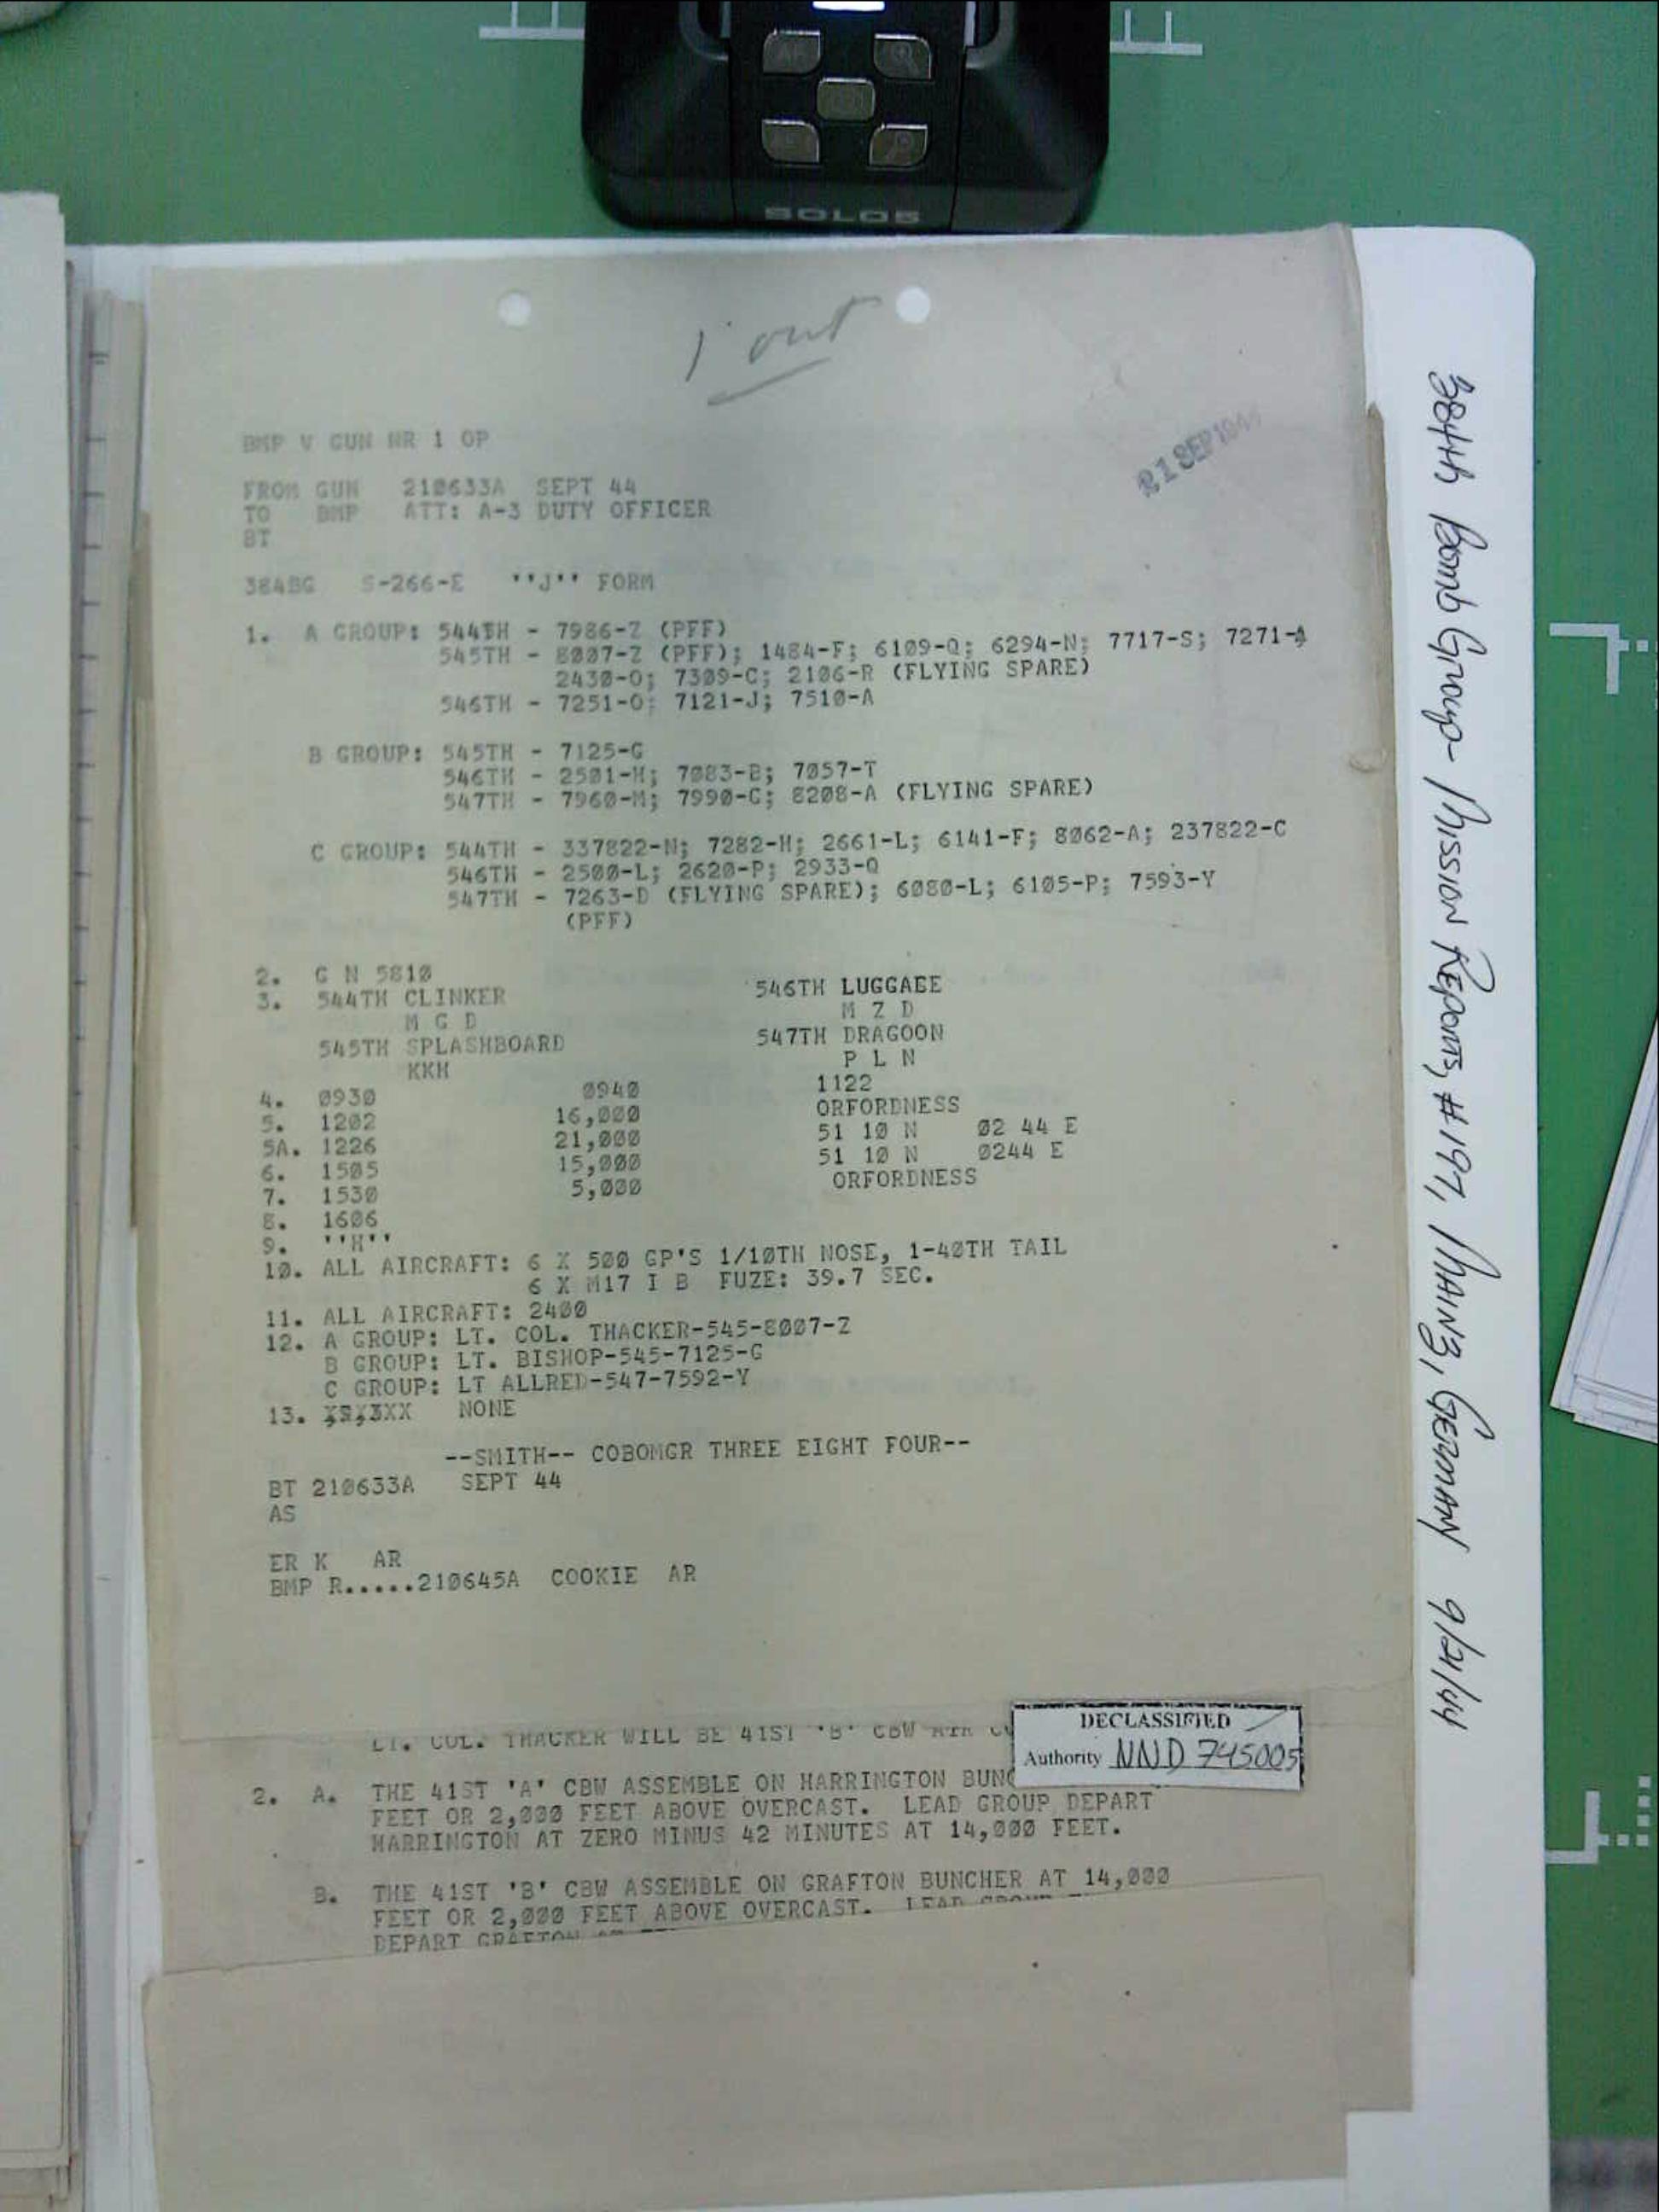 SOLO8
1 out
BMP V GUN NR 1 OP
21 SEP 1944
FROM GUN 210633A SEPT 44
TO BMP ATT: A-3 DUTY OFFICER
BT
384BG S-266-E ''J'' FORM
1. A GROUP: 544TH - 7986-Z (PFF)
545TH - 8007-Z (PFF); 1484-F; 6109-Q; 6294-N; 7717-S; 7271-A
2430-O; 7309-C; 2106-R (FLYING SPARE)
546TH - 7251-O; 7121-J; 7510-A
B GROUP: 545TH - 7125-G
546TH - 2501-H; 7083-B; 7057-T
547TH - 7960-M; 7990-G; 8208-A (FLYING SPARE)
C GROUP: 544TH - 337822-N; 7282-H; 2661-L; 6141-F; 8062-A; 237822-C
546TH - 2500-L; 2620-P; 2933-Q
547TH - 7263-D (FLYING SPARE); 6080-L; 6105-P; 7593-Y
(PFF)
2. G N 5810
3. 544TH CLINKER 546TH LUGGAGE
M G D M Z D
545TH SPLASHBOARD 547TH DRAGOON
KKH P L N
4. 0930 0940 1122
5. 1202 16,000 ORFORDNESS
5A. 1226 21,000 51 10 N 02 44 E
6. 1505 15,000 51 10 N 0244 E
7. 1530 5,000 ORFORDNESS
8. 1606
9. ''H''
10. ALL AIRCRAFT: 6 X 500 GP'S 1/10TH NOSE, 1-40TH TAIL
6 X M17 I B FUZE: 39.7 SEC.
11. ALL AIRCRAFT: 2400
12. A GROUP: LT. COL. THACKER-545-8007-Z
B GROUP: LT. BISHOP-545-7125-G
C GROUP: LT ALLRED-547-7592-Y
13. NONE
--SMITH-- COBOMGR THREE EIGHT FOUR--
BT 210633A SEPT 44
AS
ER K AR
BMP R.....210645A COOKIE AR
LT. COL. THACKER WILL BE 41ST 'B' CBW AIR
DECLASSIFIED
Authority NND 745005
2. A. THE 41ST 'A' CBW ASSEMBLE ON HARRINGTON BUNC
FEET OR 2,000 FEET ABOVE OVERCAST. LEAD GROUP DEPART
HARRINGTON AT ZERO MINUS 42 MINUTES AT 14,000 FEET.
B. THE 41ST 'B' CBW ASSEMBLE ON GRAFTON BUNCHER AT 14,000
FEET OR 2,000 FEET ABOVE OVERCAST. LEAD GROUP
DEPART GRAFTON
384th Bomb Group- Mission Reports, #197, Mainz, Germany 9/21/44